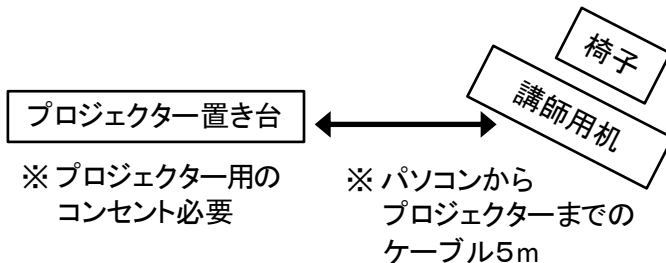 椅子
講師用机
プロジェクター置き台
※ プロジェクター用の
コンセント必要
※ パソコンから
プロジェクターまでの
ケーブル5m